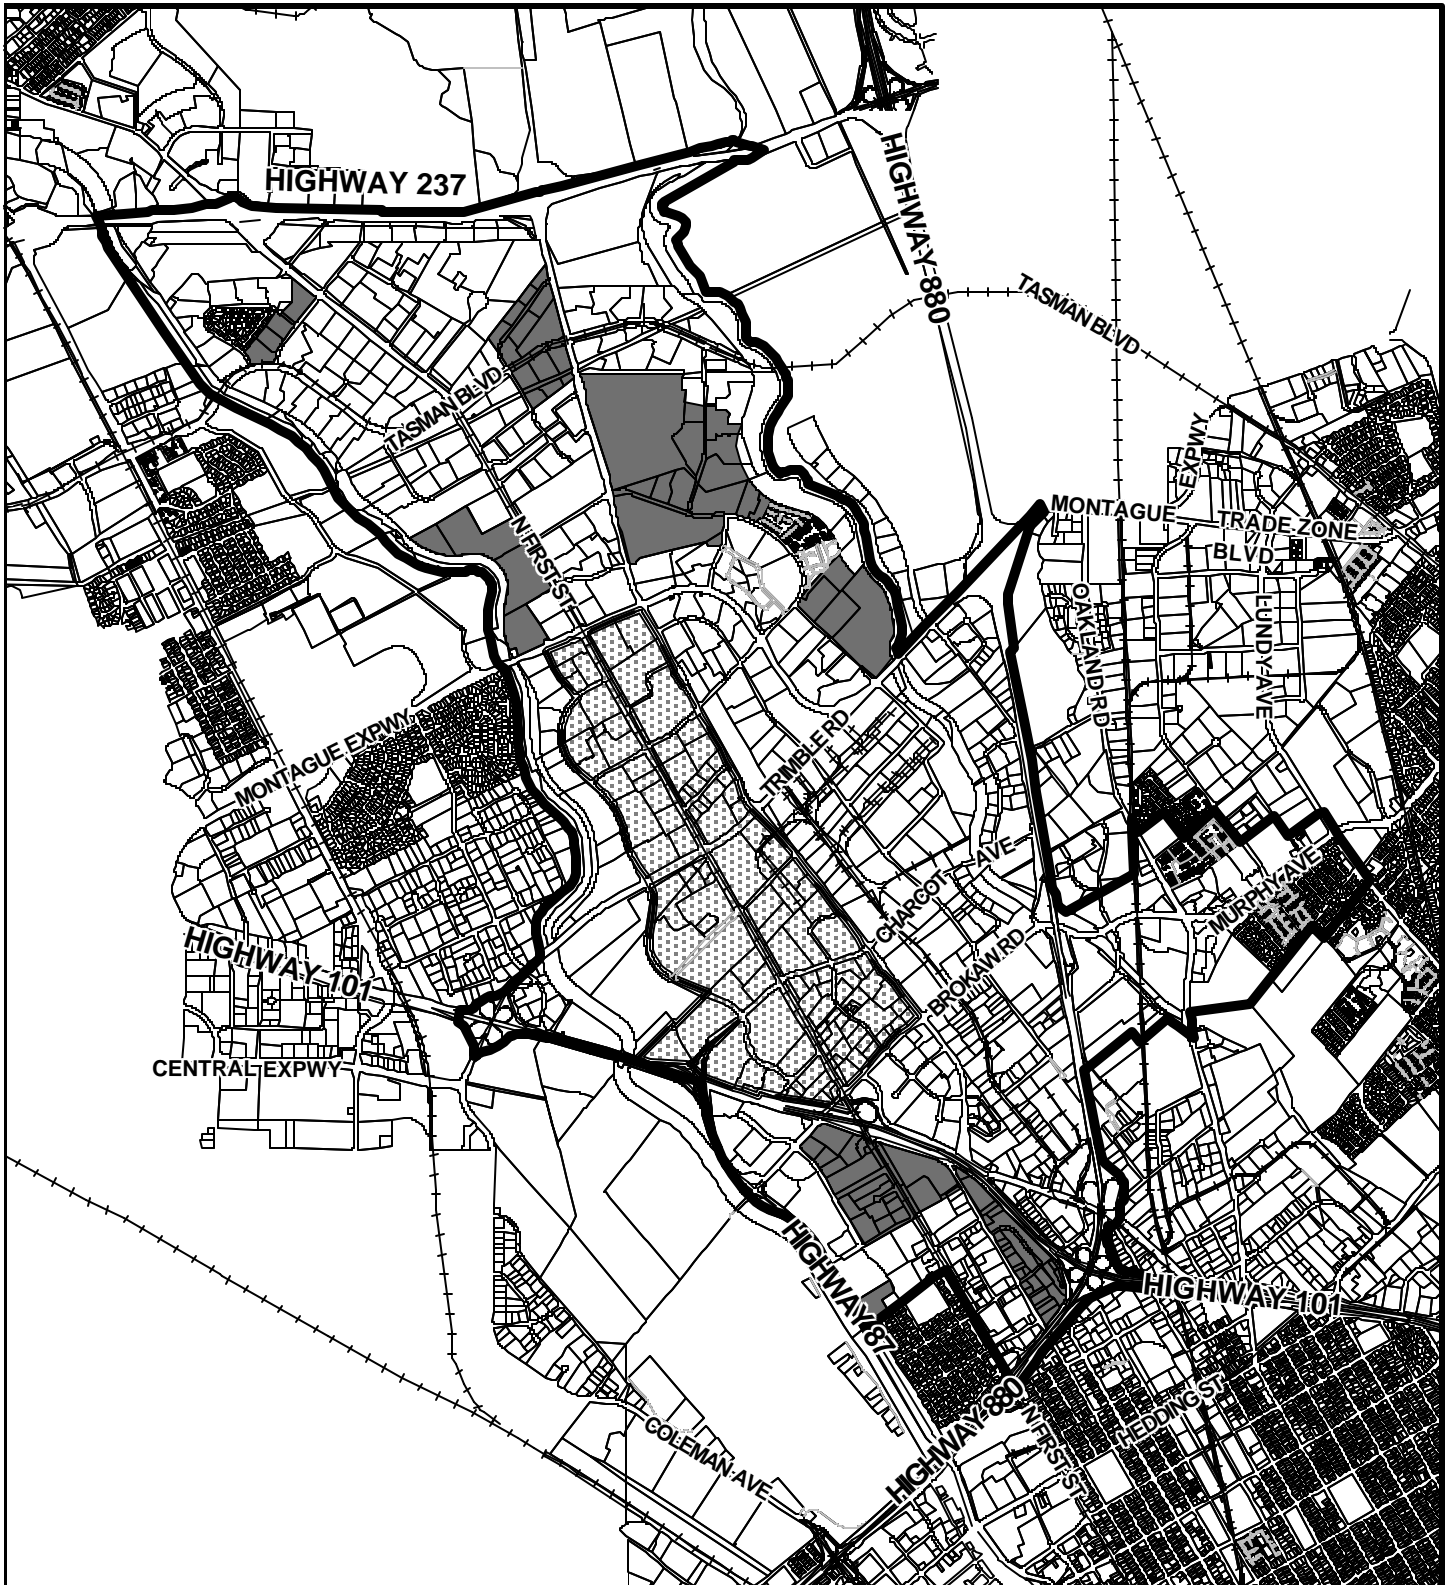 HIGHWAY 237
HIGHWAY 880
TASMAN BLVD
TASMAN BLVD
EXPWY
MONTAGUE
TRADE ZONE
BLVD
N FIRST ST
OAKLAND RD
LUNDY AVE
MONTAGUE EXPWY
TRIMBLE RD
CHARCOT AVE
MURPHY AVE
HIGHWAY 101
BROKAW RD
CENTRAL EXPWY
HIGHWAY 87
HIGHWAY 101
HIGHWAY 880
N FIRST ST
HEDDING ST
COLEMAN AVE